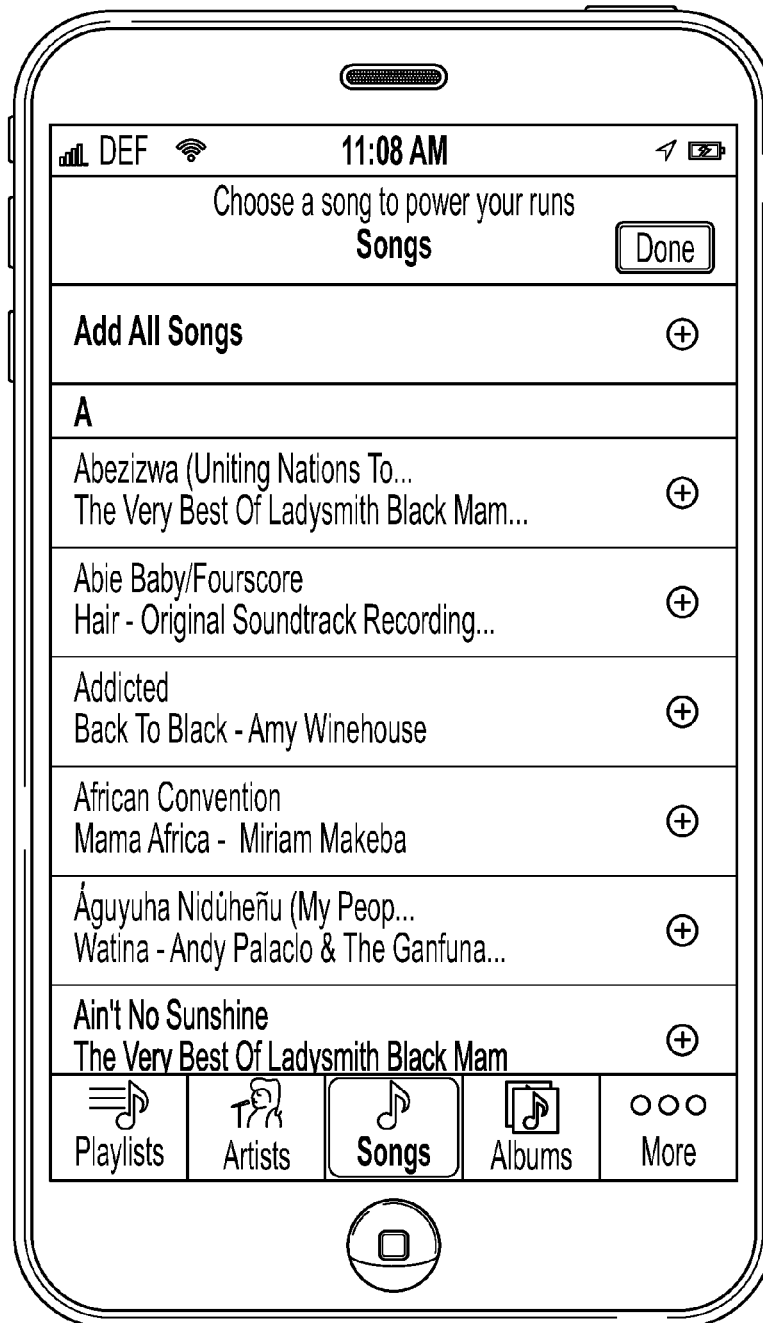 DEF 11:08 AM
Choose a song to power your runs
Songs
Done
Add All Songs
A
Abezizwa (Uniting Nations To...
The Very Best Of Ladysmith Black Mam...
Abie Baby/Fourscore
Hair - Original Soundtrack Recording...
Addicted
Back To Black - Amy Winehouse
African Convention
Mama Africa - Miriam Makeba
Águyuha Nidúheñu (My Peop...
Watina - Andy Palaclo & The Ganfuna...
Ain't No Sunshine
The Very Best Of Ladysmith Black Mam
Playlists Artists Songs Albums More